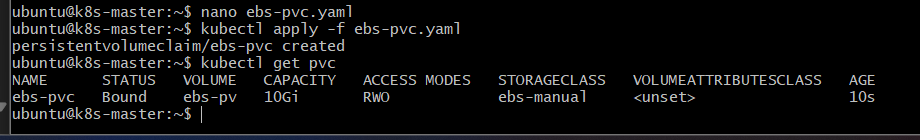 ubuntu@k8s-master:~$ nano ebs-pvc.yaml
ubuntu@k8s-master:~$ kubectl apply -f ebs-pvc.yaml
persistentvolumeclaim/ebs-pvc created
ubuntu@k8s-master:~$ kubectl get pvc
NAME STATUS VOLUME CAPACITY ACCESS MODES STORAGECLASS VOLUMEATTRIBUTESCLASS AGE
ebs-pvc Bound ebs-pv 10Gi RWO ebs-manual <unset> 10s
ubuntu@k8s-master:~$